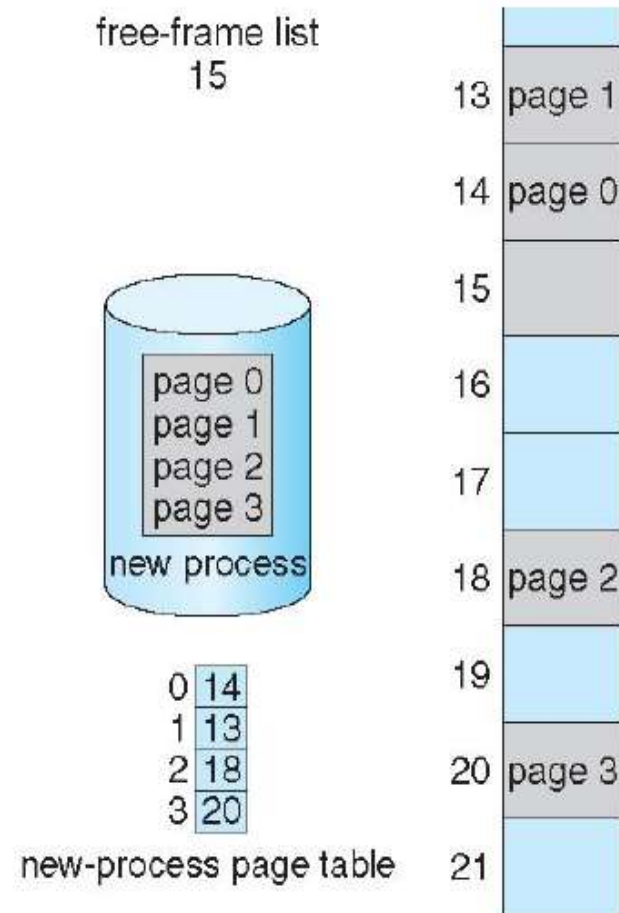 free-frame list
15
page 0
page 1
page 2
page 3
new process
0 14
1 13
2 18
3 20
new-process page table
13 page 1
14 page 0
15
16
17
18 page 2
19
20 page 3
21